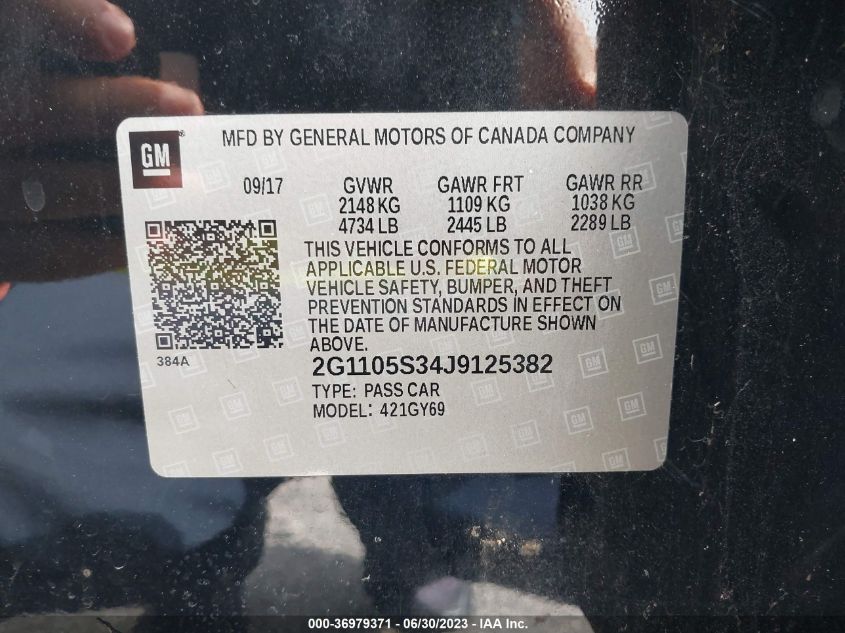 GM
MFD BY GENERAL MOTORS OF CANADA COMPANY
09/17 GVWR GAWR FRT GAWR RR
2148 KG 1109 KG 1038 KG
4734 LB 2445 LB 2289 LB
THIS VEHICLE CONFORMS TO ALL
APPLICABLE U.S. FEDERAL MOTOR
VEHICLE SAFETY, BUMPER, AND THEFT
PREVENTION STANDARDS IN EFFECT ON
THE DATE OF MANUFACTURE SHOWN
ABOVE.
384A
2G1105S34J9125382
TYPE: PASS CAR
MODEL: 421GY69
000-36979371 - 06/30/2023 - IAA Inc.